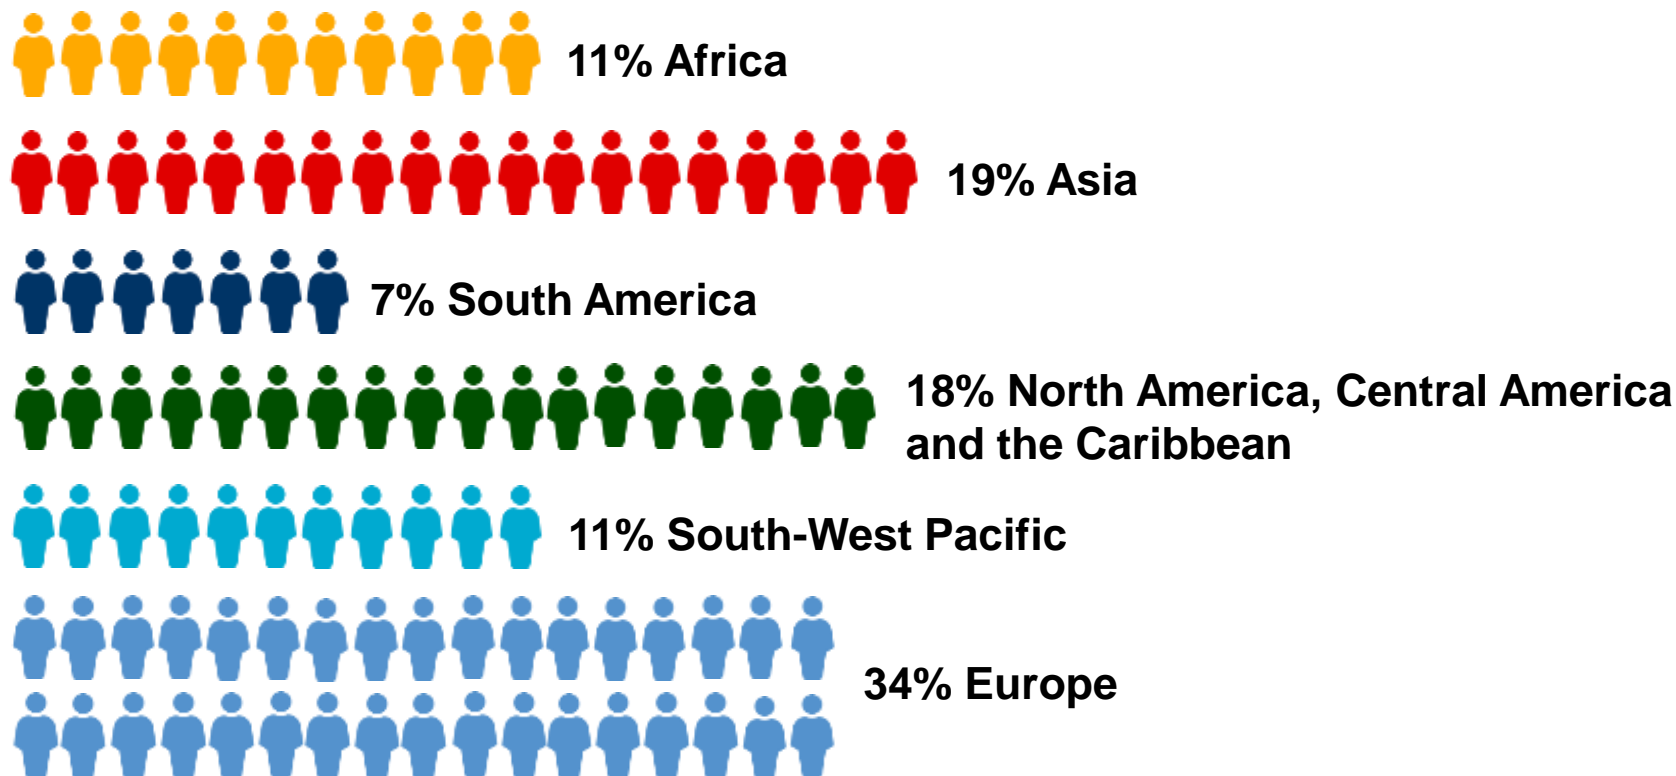 11% Africa
19% Asia
7% South America
18% North America, Central America
and the Caribbean
11% South-West Pacific
34% Europe